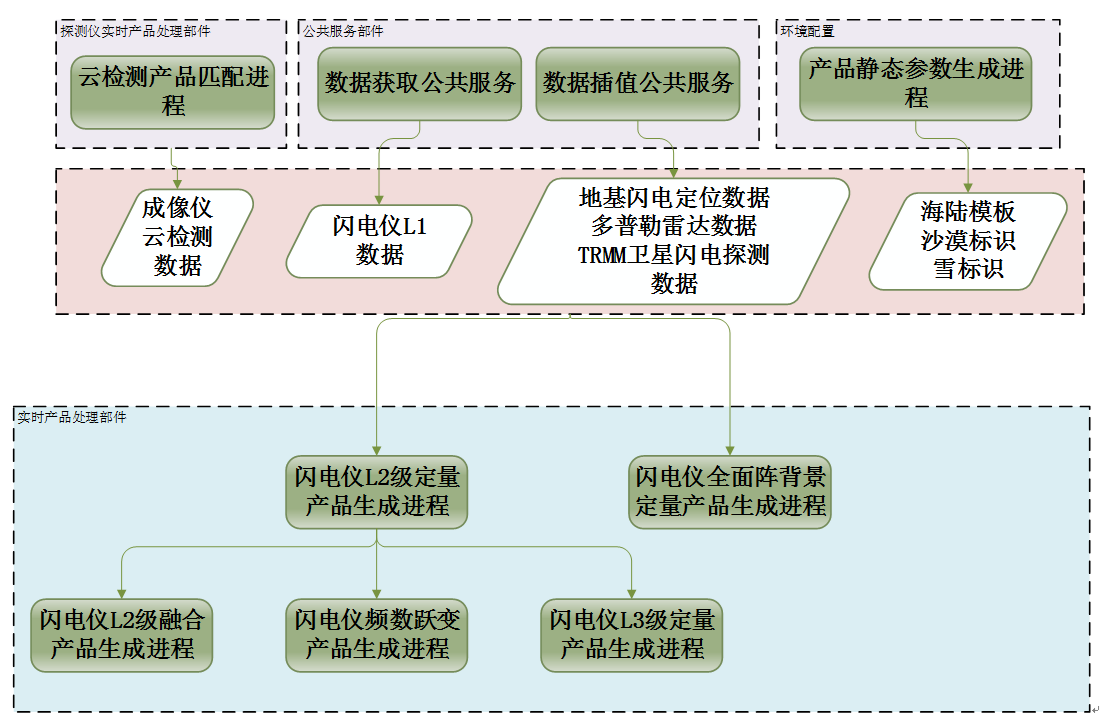 探测仪实时产品处理部件
公共服务部件
环境配置
云检测产品匹配进
程
数据获取公共服务
数据插值公共服务
产品静态参数生成进
程
成像仪
云检测
数据
闪电仪L1
数据
地基闪电定位数据
多普勒雷达数据
TRMM卫星闪电探测
数据
海陆模板
沙漠标识
雪标识
实时产品处理部件
闪电仪L2级定量
产品生成进程
闪电仪全面阵背景
定量产品生成进程
闪电仪L2级融合
产品生成进程
闪电仪频数跃变
产品生成进程
闪电仪L3级定量
产品生成进程